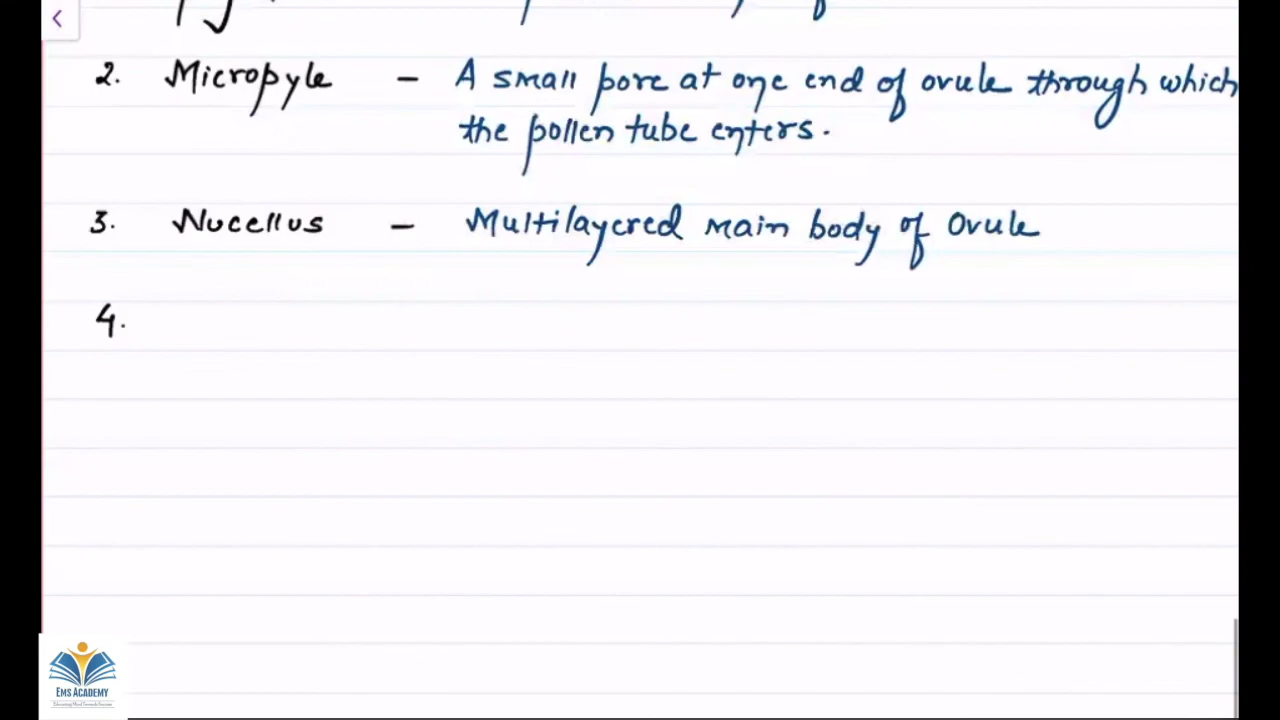 2. Micropyle - A small pore at one end of ovule through which
the pollen tube enters.
3. Nucellus - Multilayered main body of Ovule
4.
EMS ACADEMY